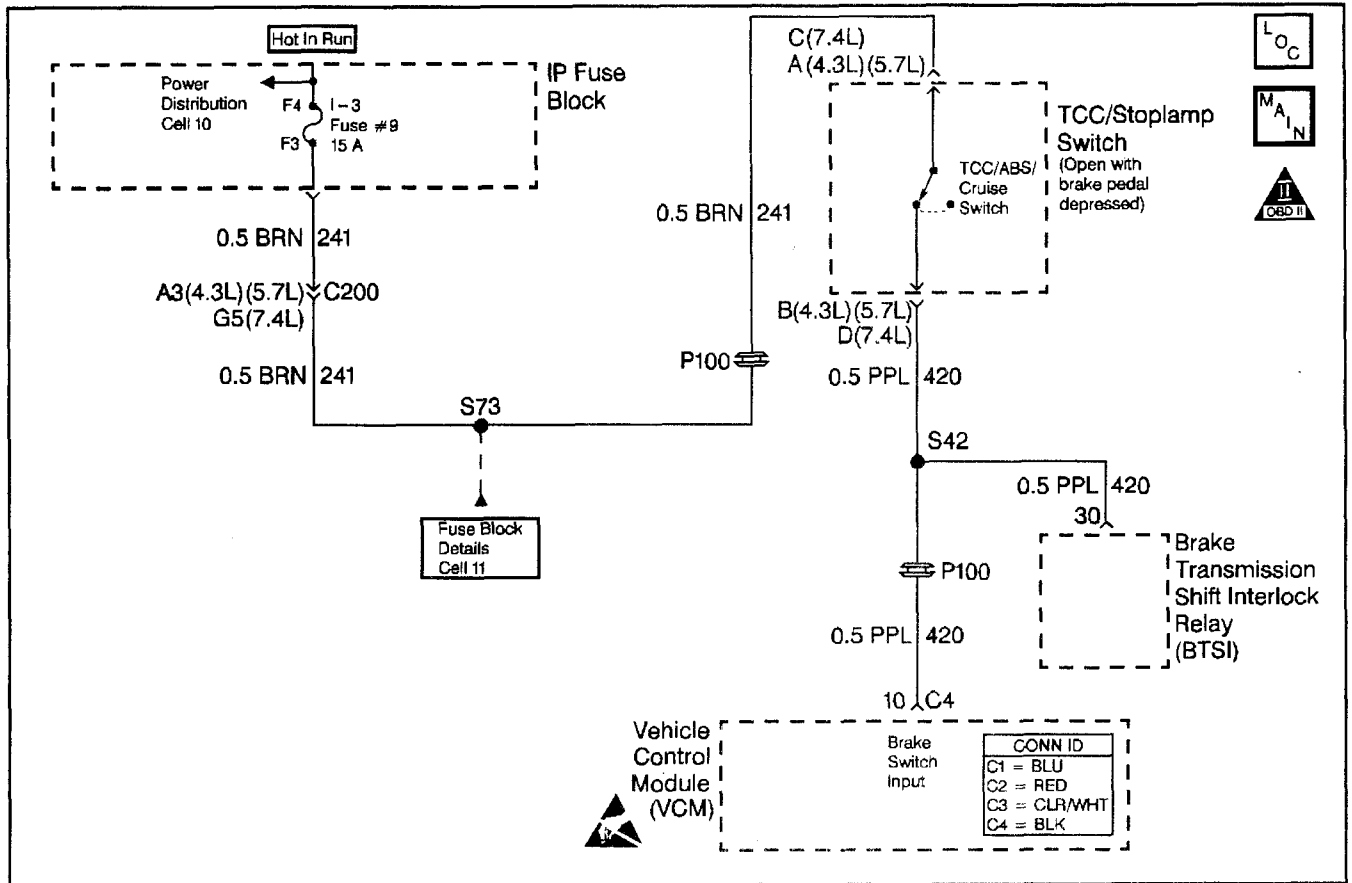 Hot In Run
IP Fuse
Block
Power
Distribution
Cell 10
F4
I-3
Fuse #9
F3
15 A
0.5 BRN 241
A3(4.3L)(5.7L) C200
G5(7.4L)
0.5 BRN 241
S73
Fuse Block
Details
Cell 11
0.5 BRN 241
P100
C(7.4L)
A(4.3L)(5.7L)
TCC/Stoplamp
Switch
(Open with
brake pedal
depressed)
TCC/ABS/
Cruise
Switch
B(4.3L)(5.7L)
D(7.4L)
0.5 PPL 420
S42
0.5 PPL 420
30
Brake
Transmission
Shift Interlock
Relay
(BTSI)
P100
0.5 PPL 420
10 C4
Vehicle
Control
Module
(VCM)
Brake
Switch
Input
CONN ID
C1 = BLU
C2 = RED
C3 = CLR/WHT
C4 = BLK
LOC
MAIN
II
OBD II